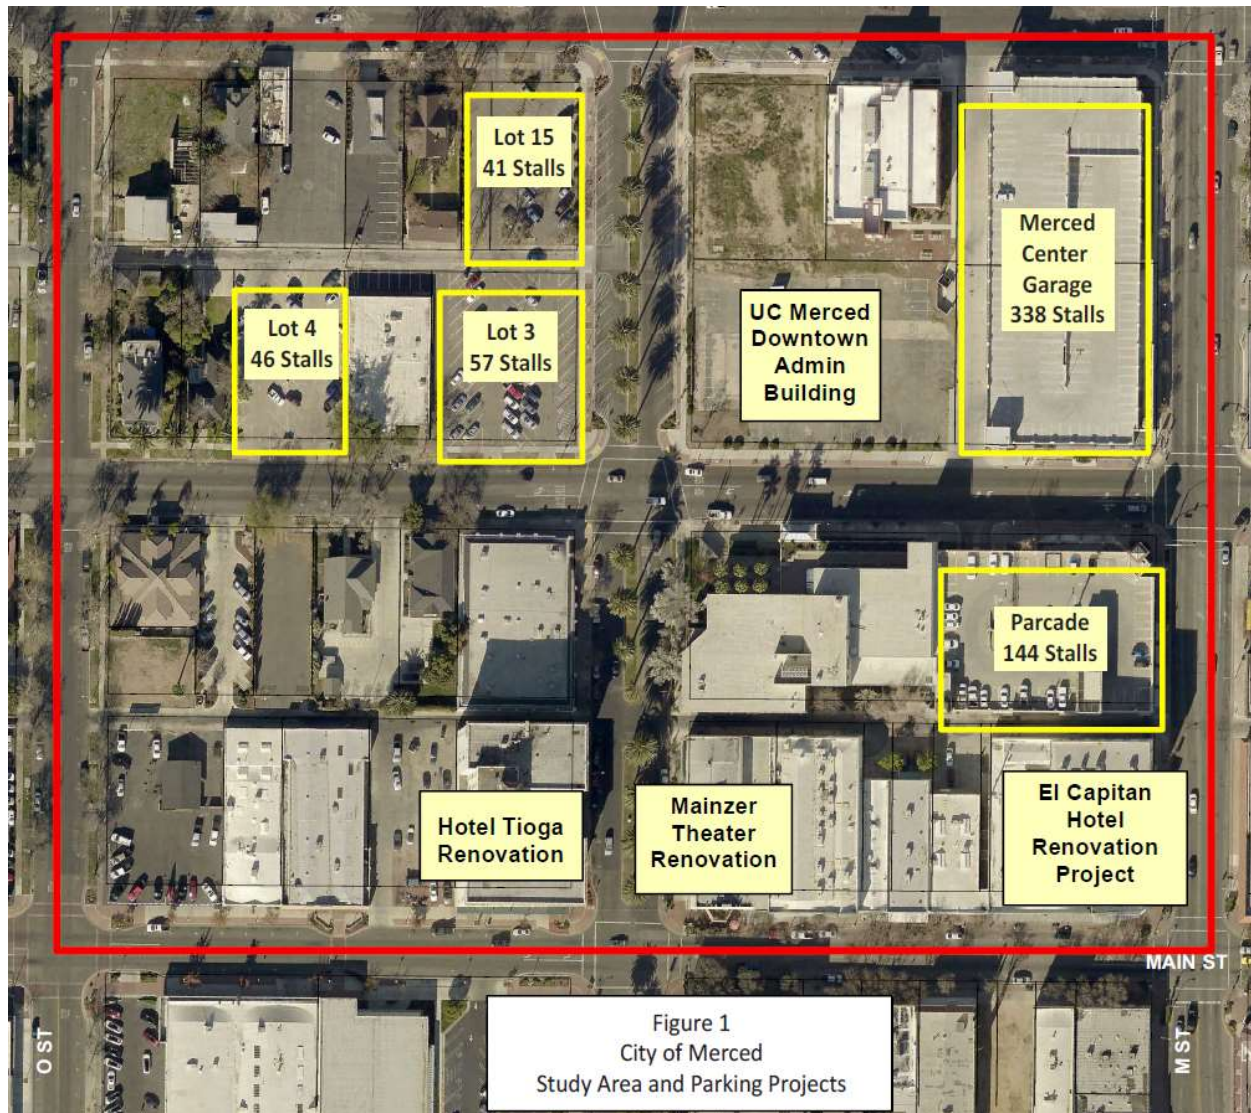 Lot 15
41 Stalls
Merced
Center
Garage
338 Stalls
Lot 4
46 Stalls
Lot 3
57 Stalls
UC Merced
Downtown
Admin
Building
Parcade
144 Stalls
Hotel Tioga
Renovation
Mainzer
Theater
Renovation
El Capitan
Hotel
Renovation
Project
MAIN ST
O ST
M ST
Figure 1
City of Merced
Study Area and Parking Projects